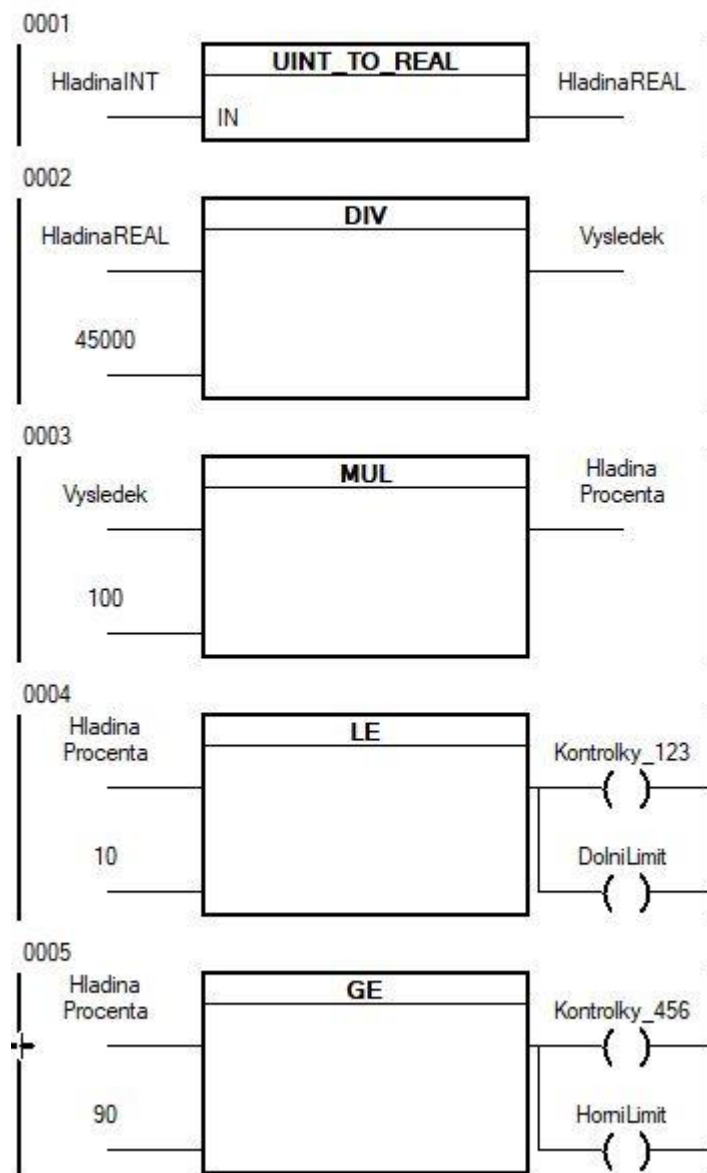 0001
UINT_TO_REAL
HladinaINT
HladinaREAL
IN
0002
DIV
HladinaREAL
Vysledek
45000
0003
MUL
Vysledek
Hladina
Procenta
100
0004
LE
Hladina
Procenta
Kontrolky_123
10
DolniLimit
0005
GE
Hladina
Procenta
Kontrolky_456
90
HorniLimit